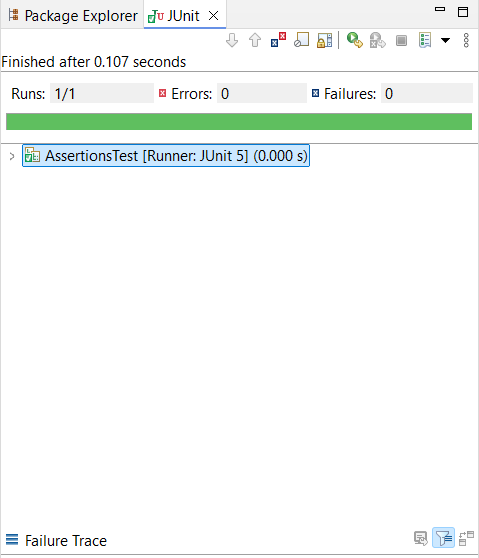 Package Explorer JUnit
Finished after 0.107 seconds
Runs: 1/1 Errors: 0 Failures: 0
AssertionsTest [Runner: JUnit 5] (0.000 s)
Failure Trace